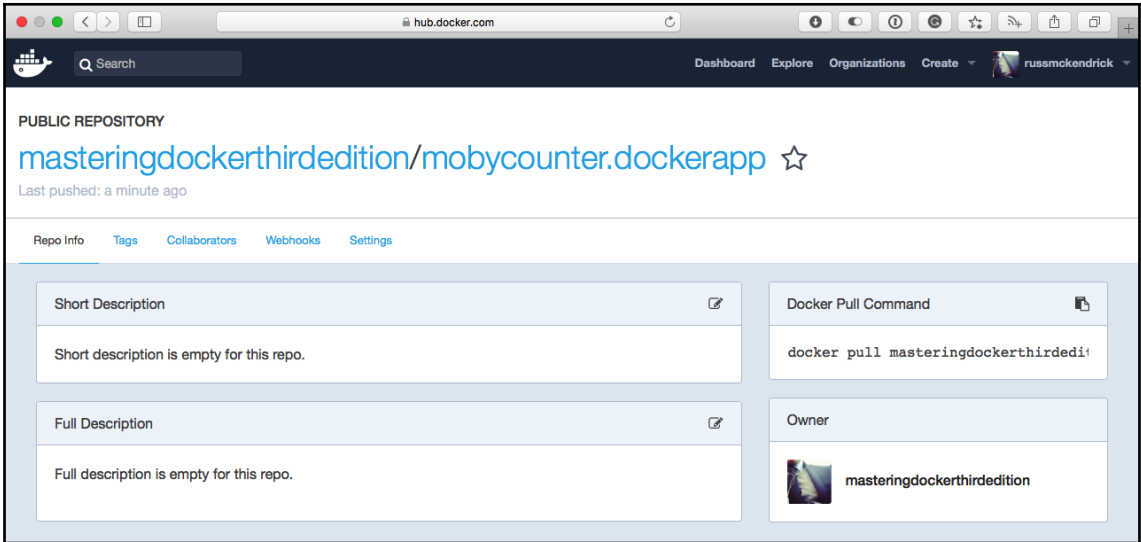 hub.docker.com
Search
Dashboard Explore Organizations Create russmckendrick
PUBLIC REPOSITORY
masteringdockerthirdedition/mobycounter.dockerapp
Last pushed: a minute ago
Repo Info Tags Collaborators Webhooks Settings
Short Description
Short description is empty for this repo.
Docker Pull Command
docker pull masteringdockerthirdedit
Full Description
Full description is empty for this repo.
Owner
masteringdockerthirdedition